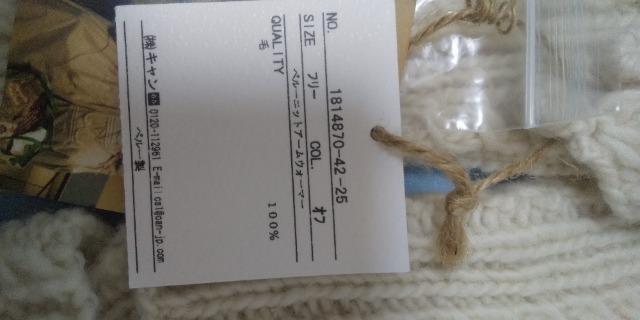 NO. 1814870-42-25
SIZE フリー COL. オフ
ペルーニットアームウォーマー
QUALITY
毛 100%
㈱キャン 0120-112961 E-mail cal@can-jp.com
ペルー製